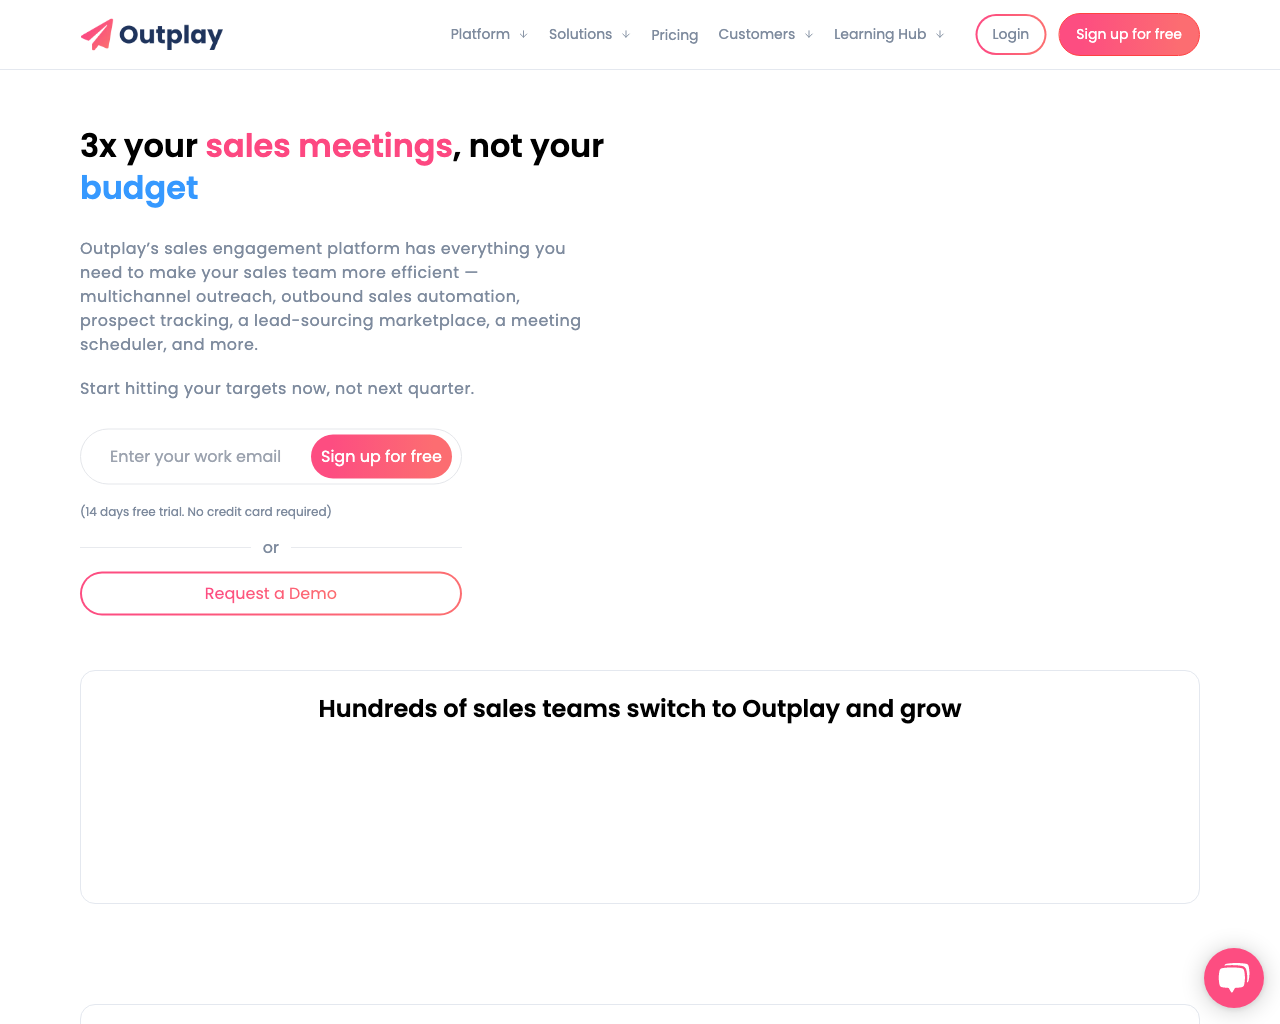 Outplay
Platform
Solutions
Pricing
Customers
Learning Hub
Login
Sign up for free
3x your sales meetings, not your
budget
Outplay’s sales engagement platform has everything you
need to make your sales team more efficient —
multichannel outreach, outbound sales automation,
prospect tracking, a lead-sourcing marketplace, a meeting
scheduler, and more.
Start hitting your targets now, not next quarter.
Enter your work email
Sign up for free
(14 days free trial. No credit card required)
or
Request a Demo
Hundreds of sales teams switch to Outplay and grow